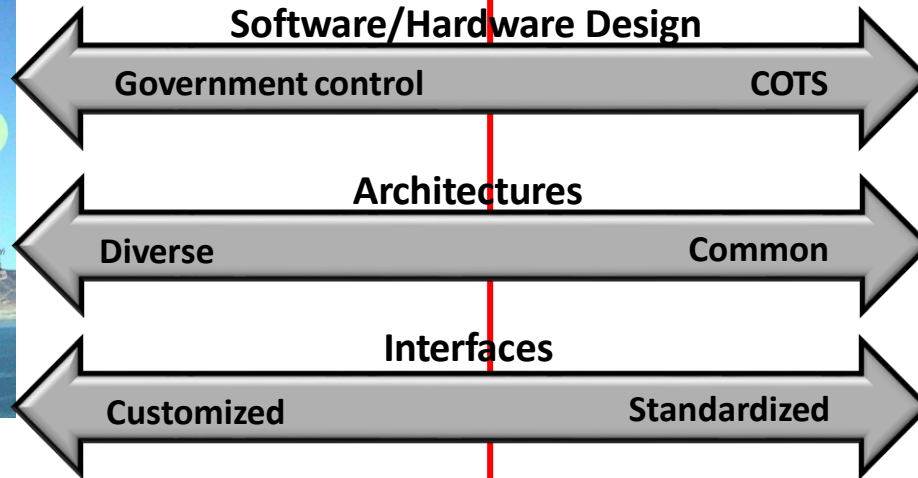 Software/Hardware Design
Government control COTS
Architectures
Diverse Common
Interfaces
Customized Standardized